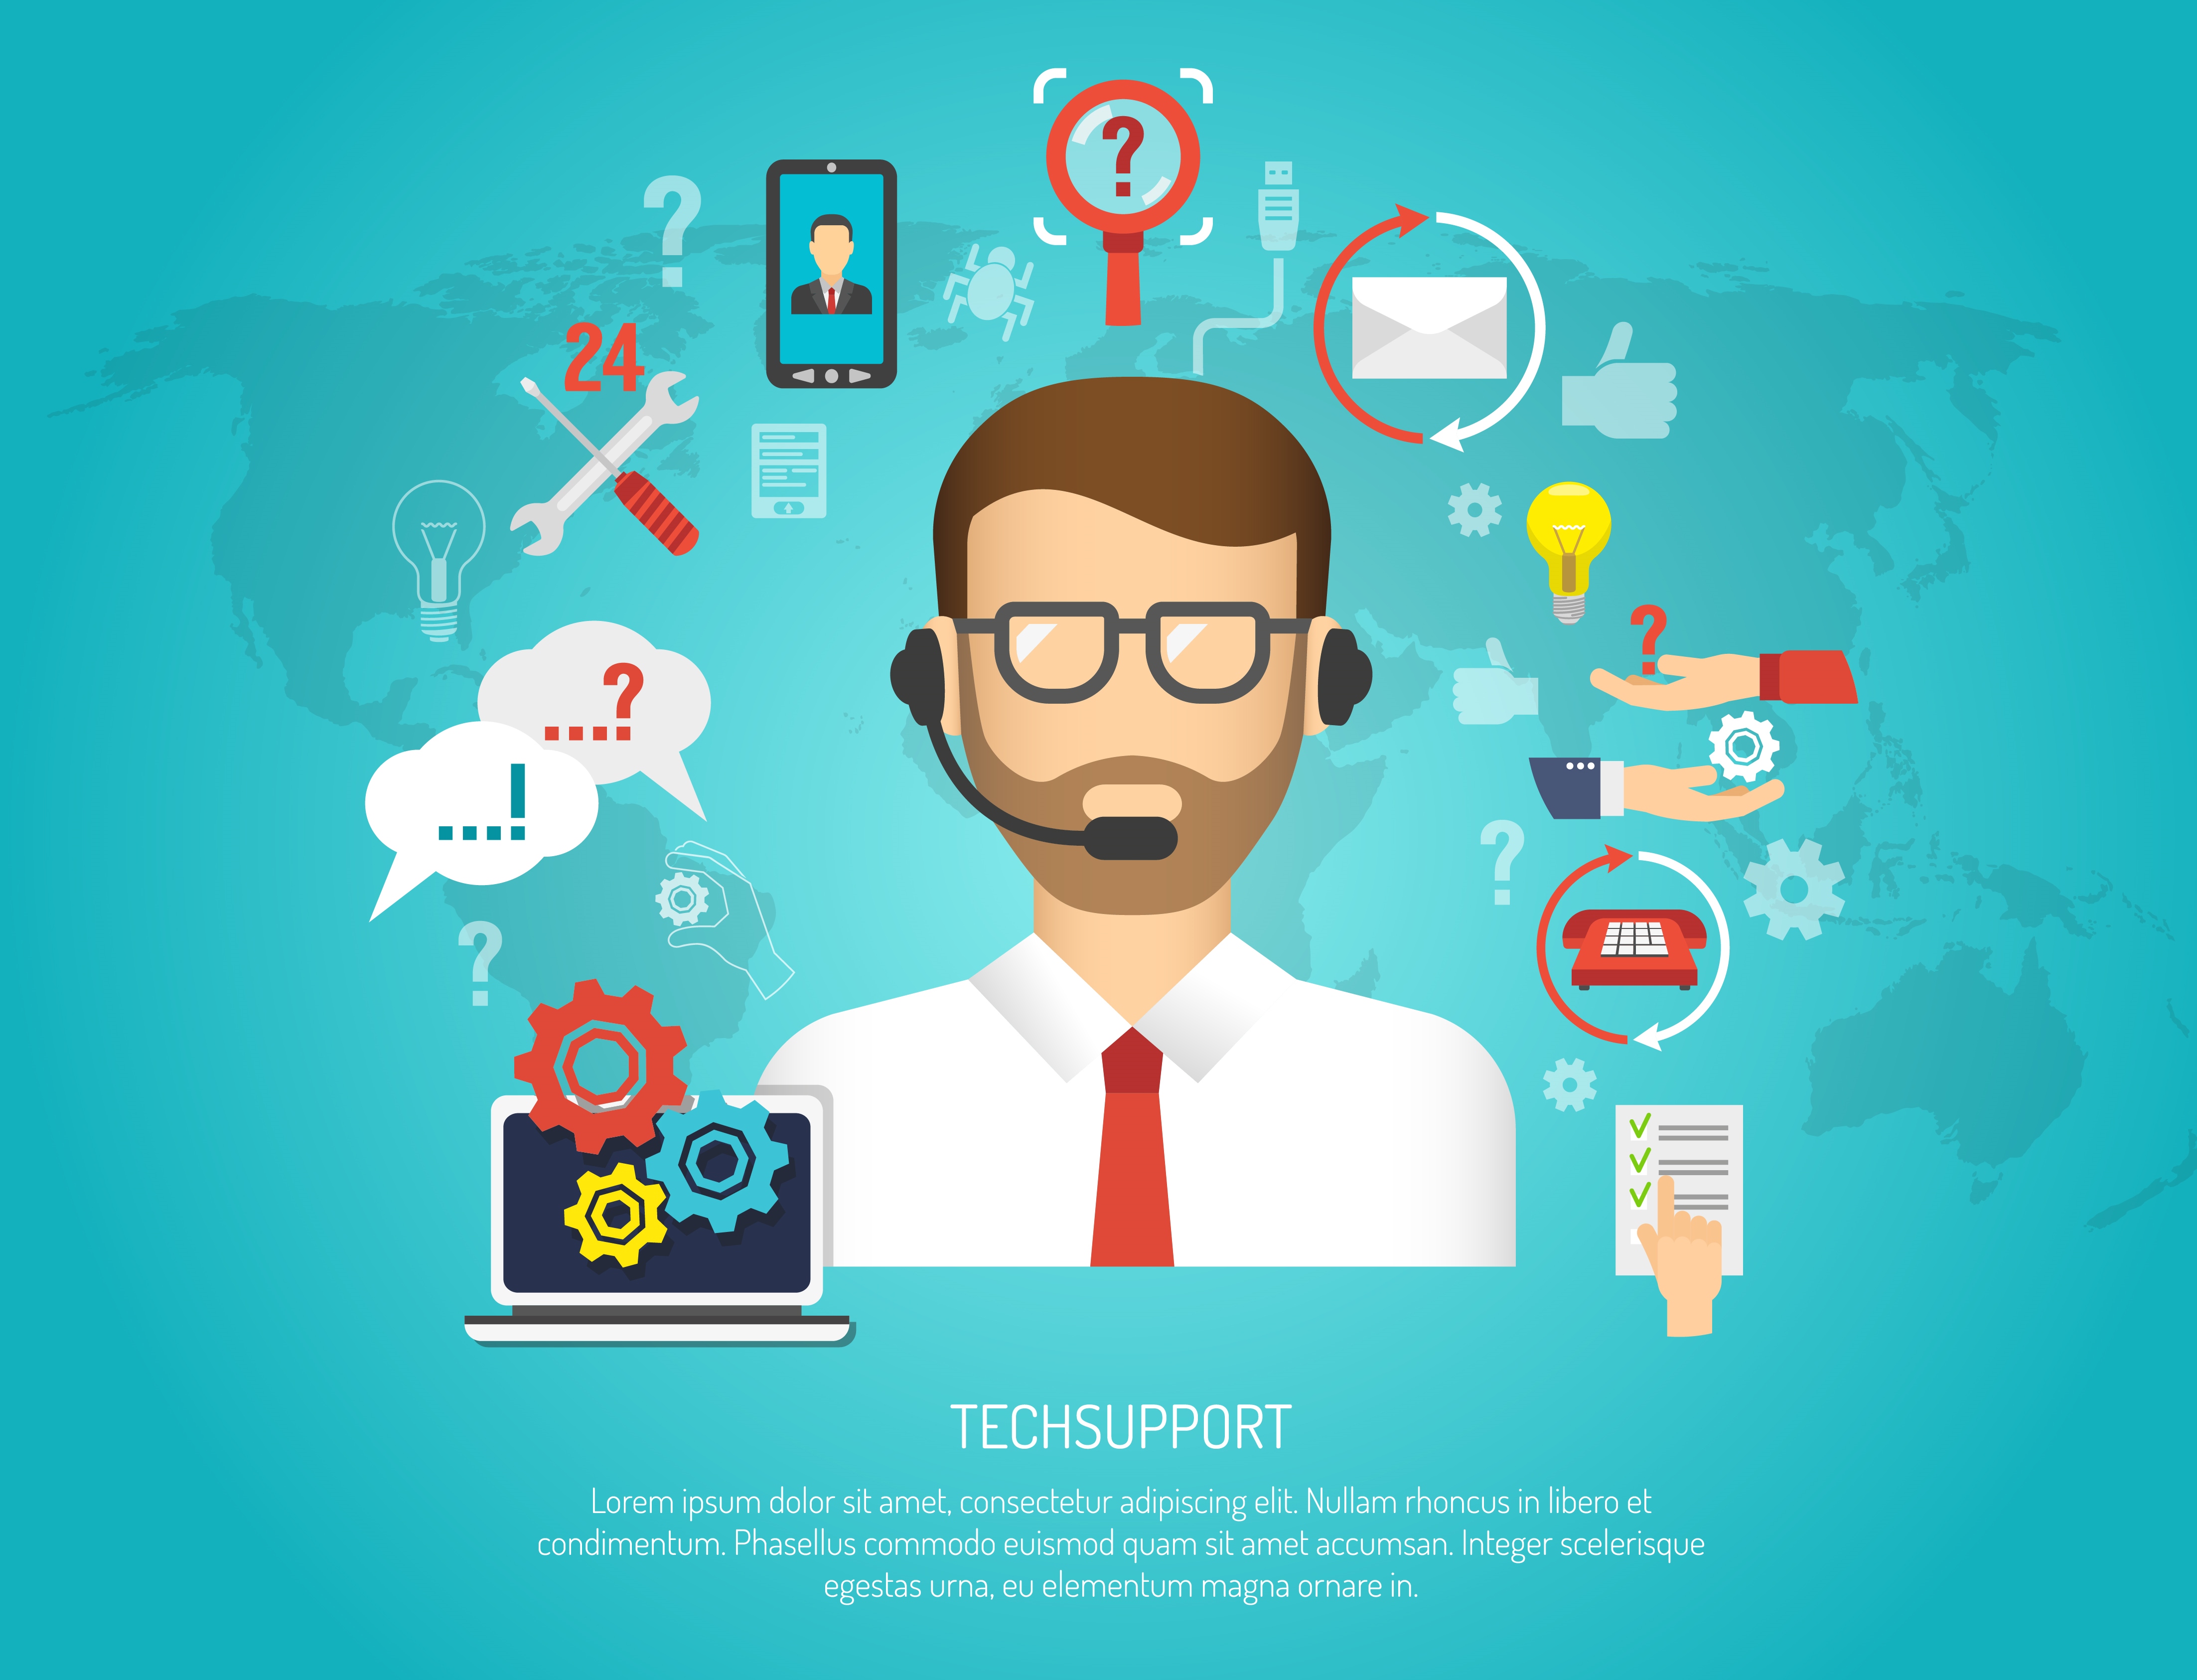 ?
?
24
...?
...!
?
?
?
TECHSUPPORT
Lorem ipsum dolor sit amet, consectetur adipiscing elit. Nullam rhoncus in libero et
condimentum. Phasellus commodo euismod quam sit amet accumsan. Integer scelerisque
egestas urna, eu elementum magna ornare in.